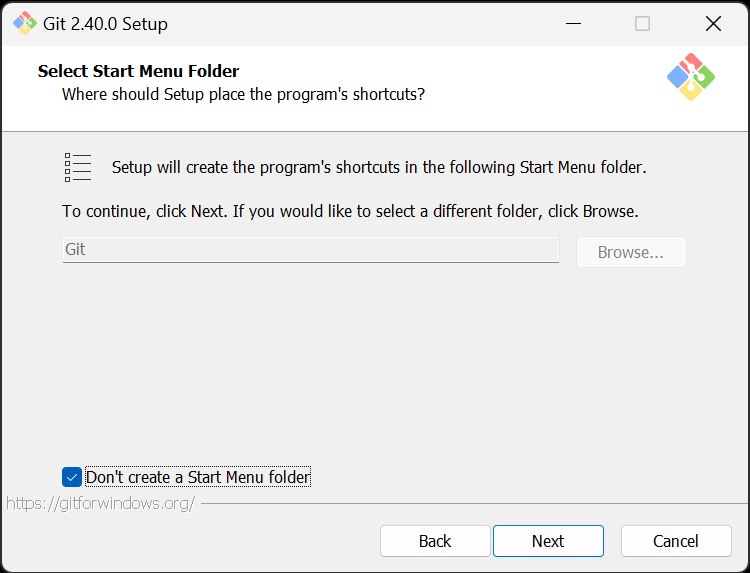 Git 2.40.0 Setup
Select Start Menu Folder
Where should Setup place the program's shortcuts?
Setup will create the program's shortcuts in the following Start Menu folder.
To continue, click Next. If you would like to select a different folder, click Browse.
Git
Browse...
Don't create a Start Menu folder
https://gitforwindows.org/
Back
Next
Cancel